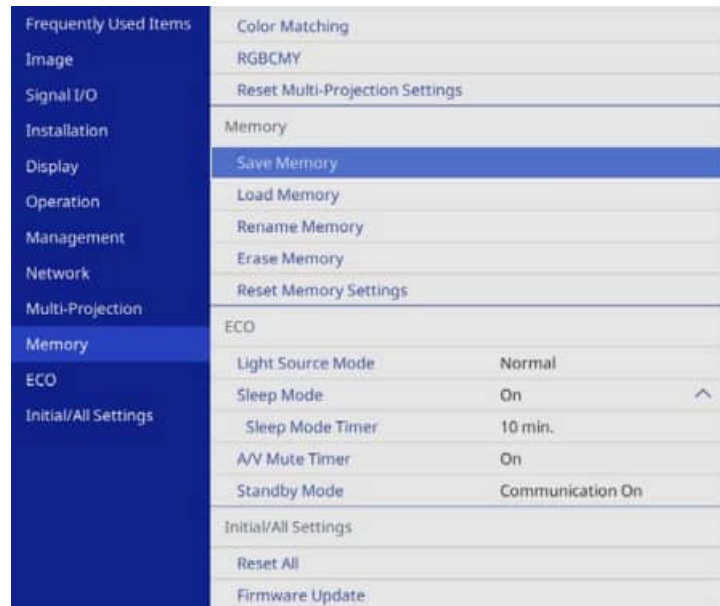 Frequently Used Items
Image
Signal I/O
Installation
Display
Operation
Management
Network
Multi-Projection
Memory
ECO
Initial/All Settings
Color Matching
RGBCMY
Reset Multi-Projection Settings
Memory
Save Memory
Load Memory
Rename Memory
Erase Memory
Reset Memory Settings
ECO
Light Source Mode Normal
Sleep Mode On
Sleep Mode Timer 10 min.
A/V Mute Timer On
Standby Mode Communication On
Initial/All Settings
Reset All
Firmware Update